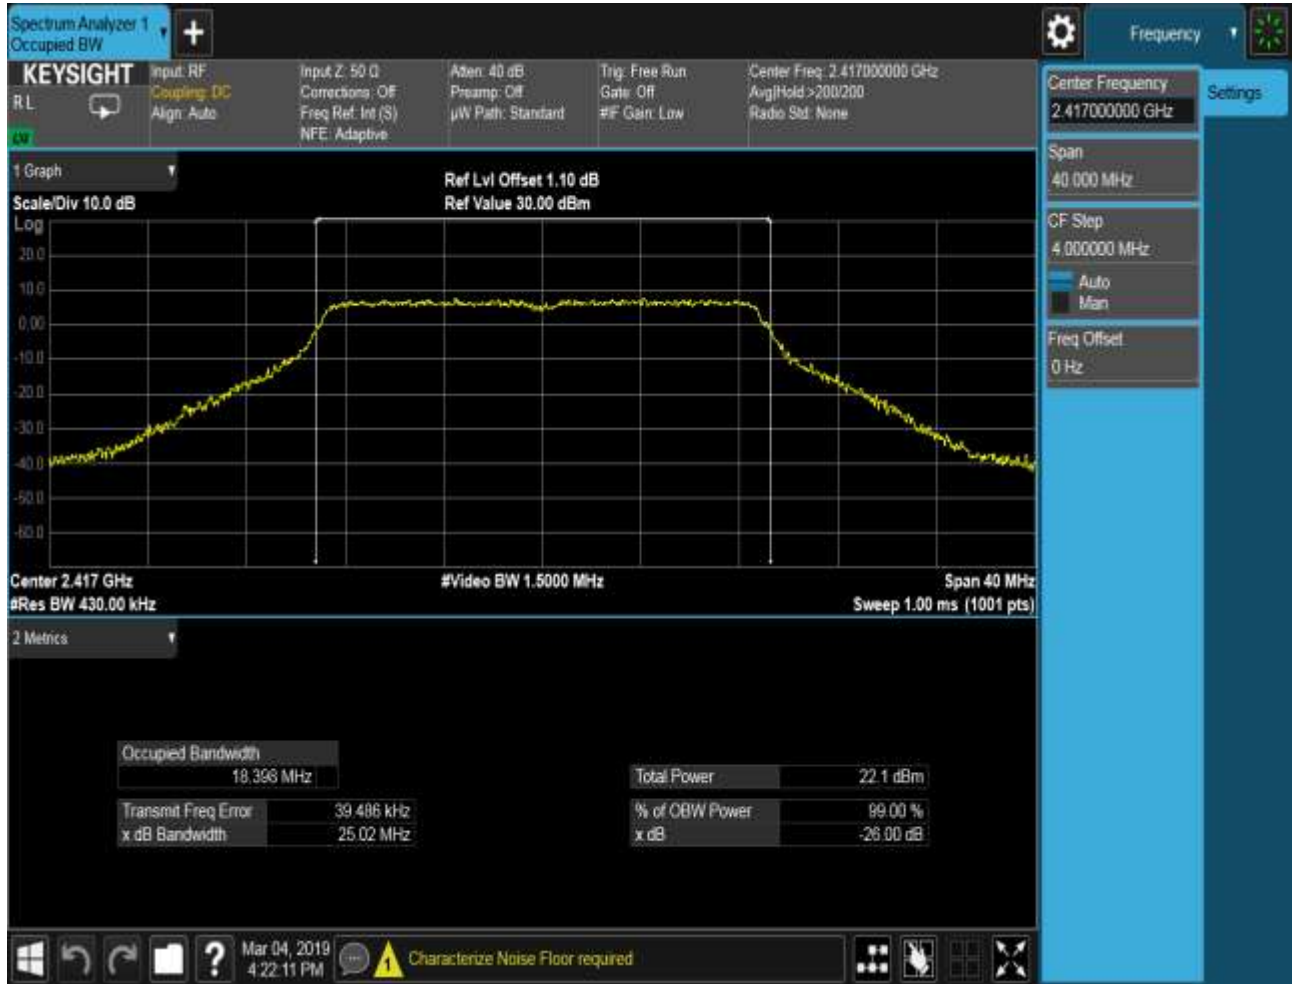 Spectrum Analyzer 1
Occupied BW
Frequency
KEYSIGHT
R L
Input: RF
Coupling: DC
Align: Auto
Input Z: 50 Ω
Corrections: Off
Freq Ref: Int (S)
NFE: Adaptive
Atten: 40 dB
Preamp: Off
µW Path: Standard
Trig: Free Run
Gate: Off
#IF Gain: Low
Center Freq: 2.417000000 GHz
Avg|Hold:>200/200
Radio Std: None
Center Frequency
2.417000000 GHz
Settings
Span
40.000 MHz
CF Step
4.000000 MHz
Auto
Man
Freq Offset
0 Hz
1 Graph
Scale/Div 10.0 dB
Ref Lvl Offset 1.10 dB
Ref Value 30.00 dBm
Log
20.0
10.0
0.00
-10.0
-20.0
-30.0
-40.0
-50.0
-60.0
Center 2.417 GHz
#Video BW 1.5000 MHz
Span 40 MHz
#Res BW 430.00 kHz
Sweep 1.00 ms (1001 pts)
2 Metrics
Occupied Bandwidth
18.398 MHz
Total Power 22.1 dBm
Transmit Freq Error 39.486 kHz
% of OBW Power 99.00 %
x dB Bandwidth 25.02 MHz
x dB -26.00 dB
Mar 04, 2019
4:22:11 PM
1
Characterize Noise Floor required